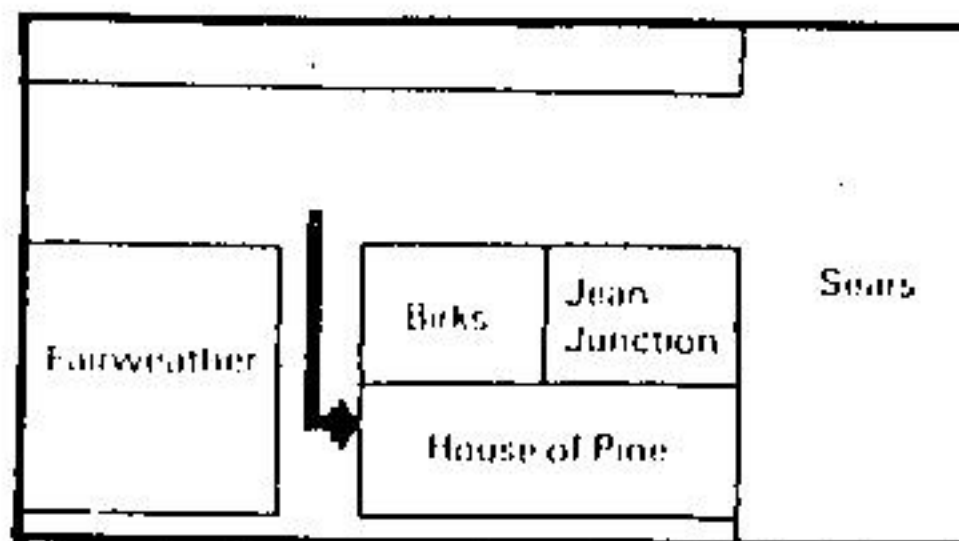 Sears
Birks
Jean
Junction
Fairweather
House of Pine